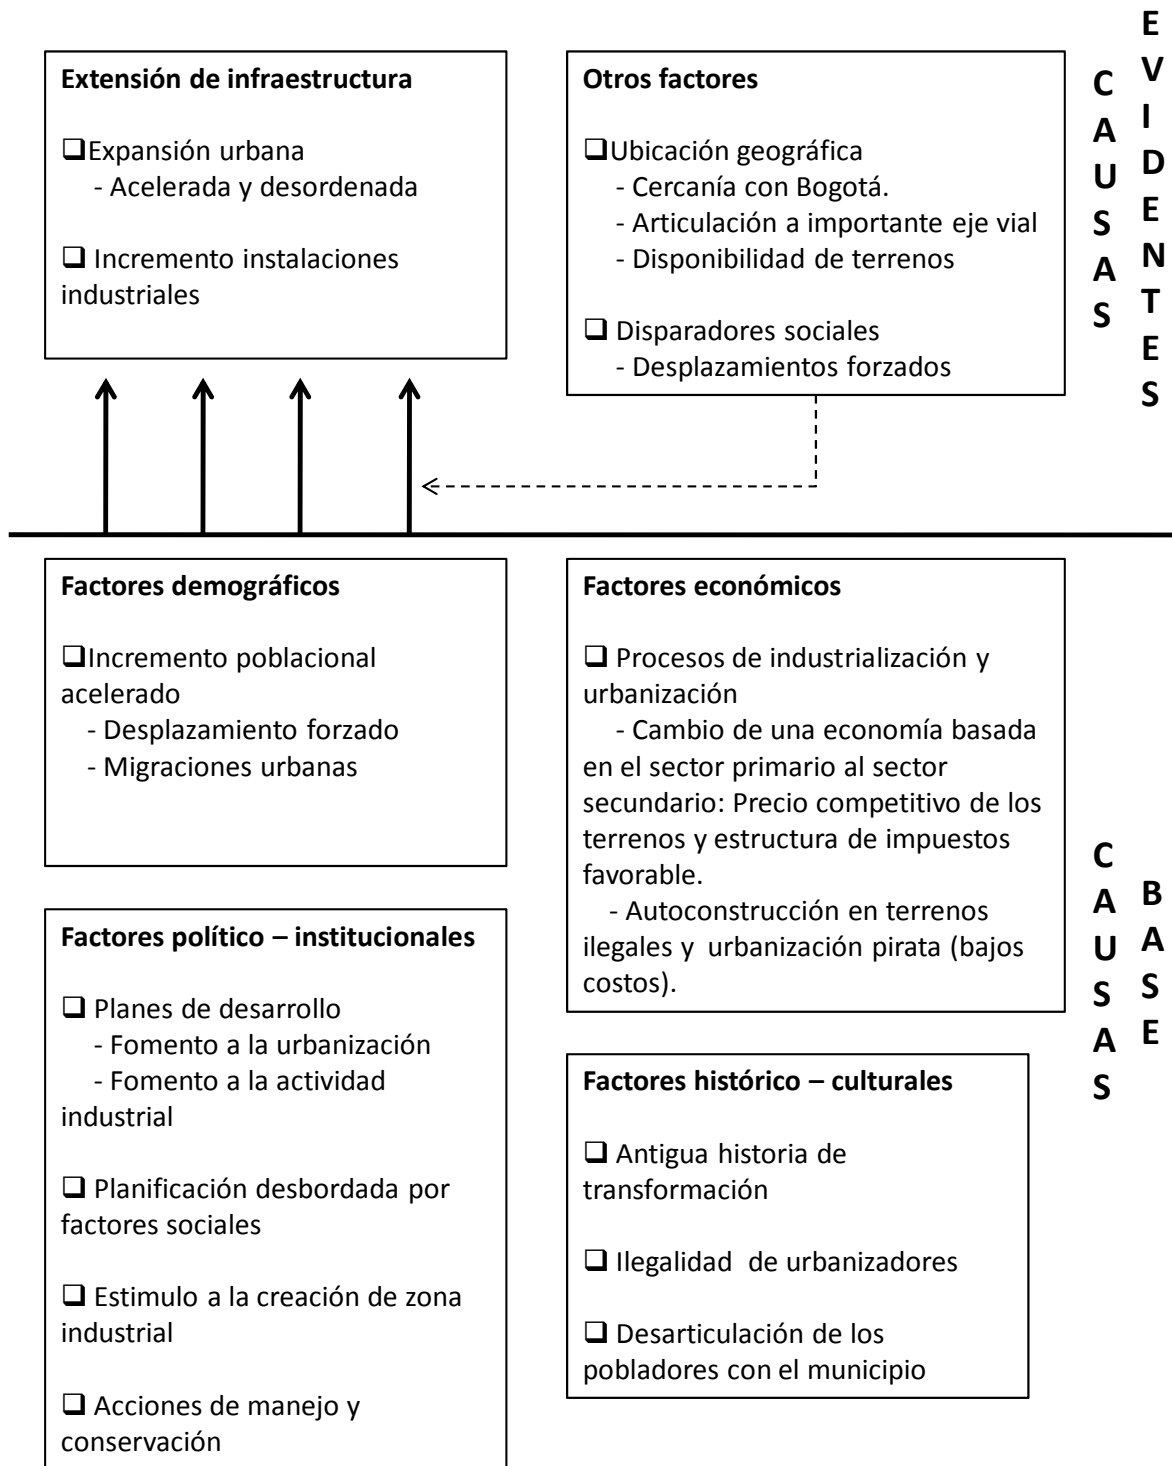 Extensión de infraestructura
❑Expansión urbana
- Acelerada y desordenada
❑ Incremento instalaciones
industriales
Otros factores
❑Ubicación geográfica
- Cercanía con Bogotá.
- Articulación a importante eje vial
- Disponibilidad de terrenos
❑ Disparadores sociales
- Desplazamientos forzados
CAUSAS
EVIDENTES
Factores demográficos
❑Incremento poblacional
acelerado
- Desplazamiento forzado
- Migraciones urbanas
Factores económicos
❑ Procesos de industrialización y
urbanización
- Cambio de una economía basada
en el sector primario al sector
secundario: Precio competitivo de los
terrenos y estructura de impuestos
favorable.
- Autoconstrucción en terrenos
ilegales y urbanización pirata (bajos
costos).
Factores político – institucionales
❑ Planes de desarrollo
- Fomento a la urbanización
- Fomento a la actividad
industrial
❑ Planificación desbordada por
factores sociales
❑ Estimulo a la creación de zona
industrial
❑ Acciones de manejo y
conservación
Factores histórico – culturales
❑ Antigua historia de
transformación
❑ Ilegalidad de urbanizadores
❑ Desarticulación de los
pobladores con el municipio
CAUSAS
BASE